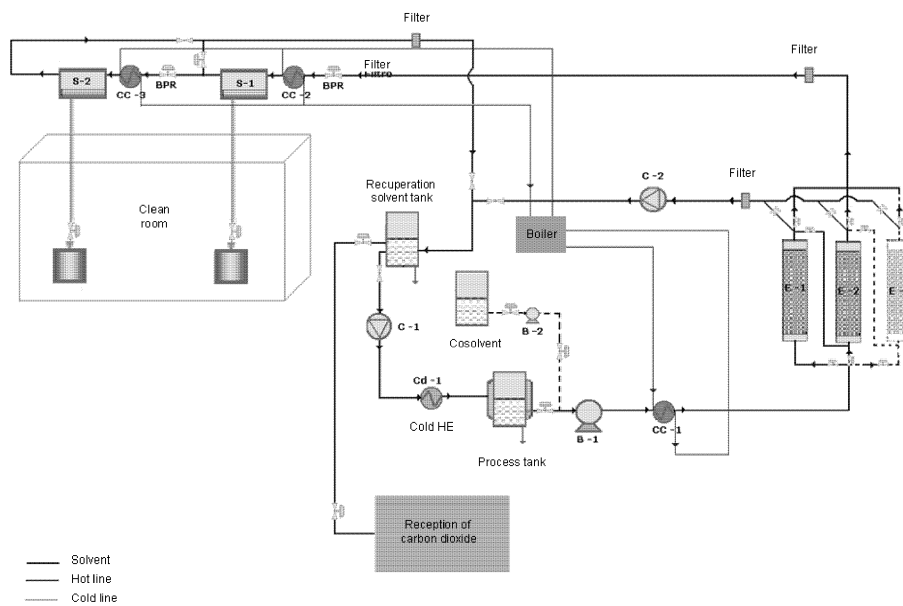 Filter
Filter
S-2
CC -3
BPR
S-1
CC -2
BPR
Filter
Clean
room
Recuperation
solvent tank
C -2
Filter
Boiler
E -1
E -2
E -
C -1
Cosolvent
B -2
Cd -1
Cold HE
Process tank
B -1
CC -1
Reception of
carbon dioxide
Solvent
Hot line
Cold line